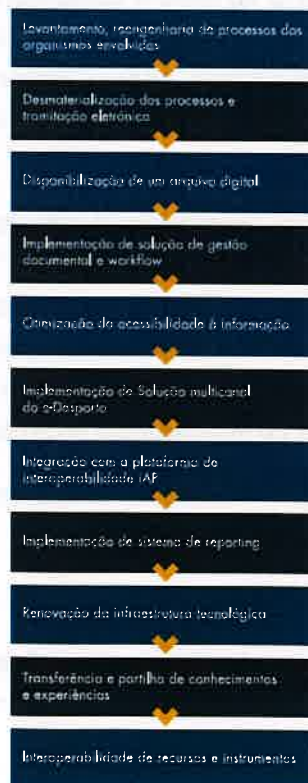 Levantamento, reengenharia de processos dos
organismos envolvidos
Desmaterialização dos processos e
tramitação eletrónica
Disponibilização de um arquivo digital
Implementação de solução de gestão
documental e workflow
Otimização da acessibilidade à informação
Implementação de Solução multicanal
do e-Desporto
Integração com a plataforma de
interoperabilidade iAP
Implementação de sistema de reporting
Renovação da infraestrutura tecnológica
Transferência e partilha de conhecimentos
e experiências
Interoperabilidade de recursos e instrumentos